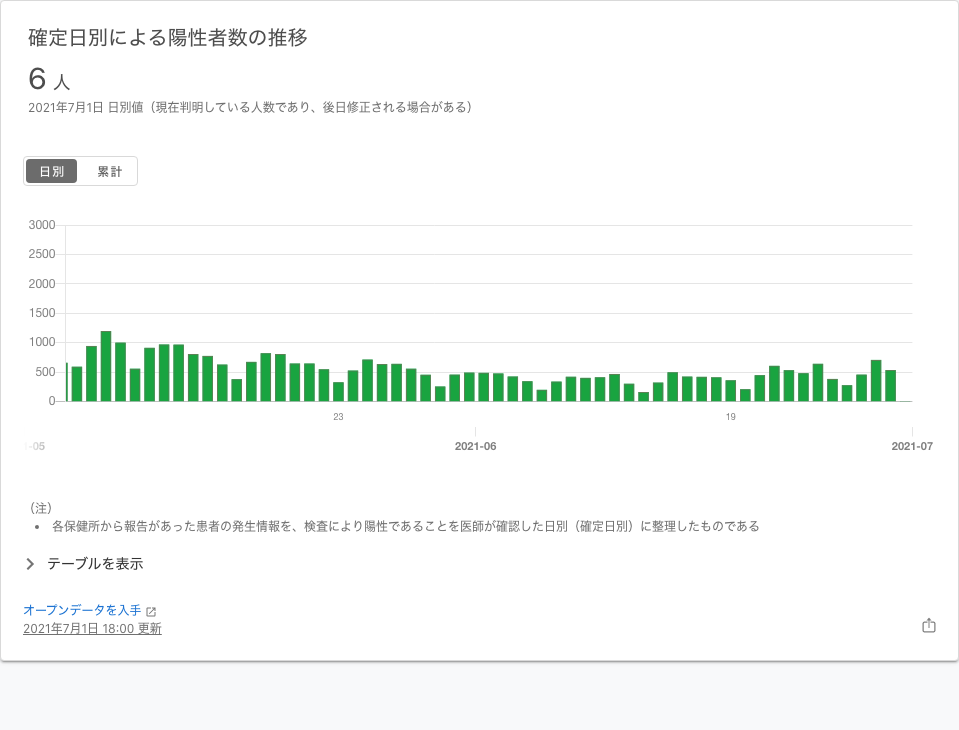 確定日別による陽性者数の推移
6 人
2021年7月1日 日別値（現在判明している人数であり、後日修正される場合がある）
日別 累計
3000
2500
2000
1500
1000
500
0
23 19
-05 2021-06 2021-07
（注）
• 各保健所から報告があった患者の発生情報を、検査により陽性であることを医師が確認した日別（確定日別）に整理したものである
テーブルを表示
オープンデータを入手
2021年7月1日 18:00 更新